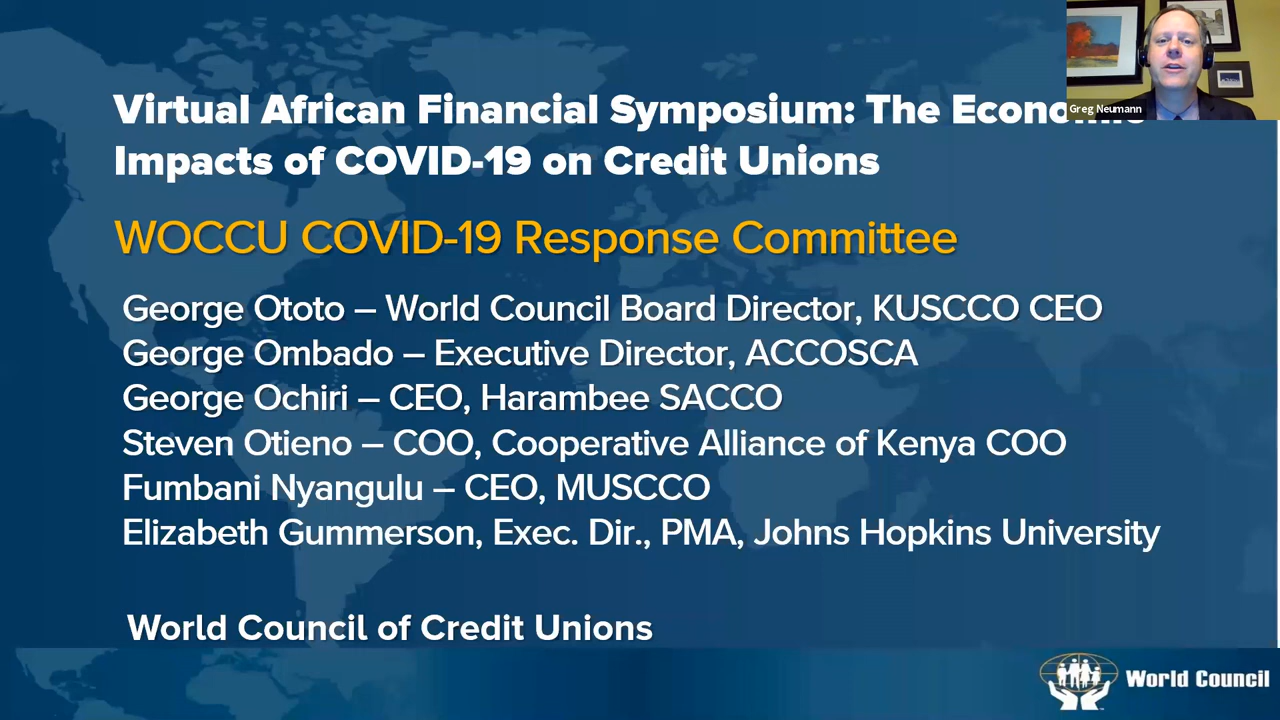 Virtual African Financial Symposium: The Economic
Impacts of COVID-19 on Credit Unions
Greg Neumann
WOCCU COVID-19 Response Committee
George Ototo – World Council Board Director, KUSCCO CEO
George Ombado – Executive Director, ACCOSCA
George Ochiri – CEO, Harambee SACCO
Steven Otieno – COO, Cooperative Alliance of Kenya COO
Fumbani Nyangulu – CEO, MUSCCO
Elizabeth Gummerson, Exec. Dir., PMA, Johns Hopkins University
World Council of Credit Unions
World Council